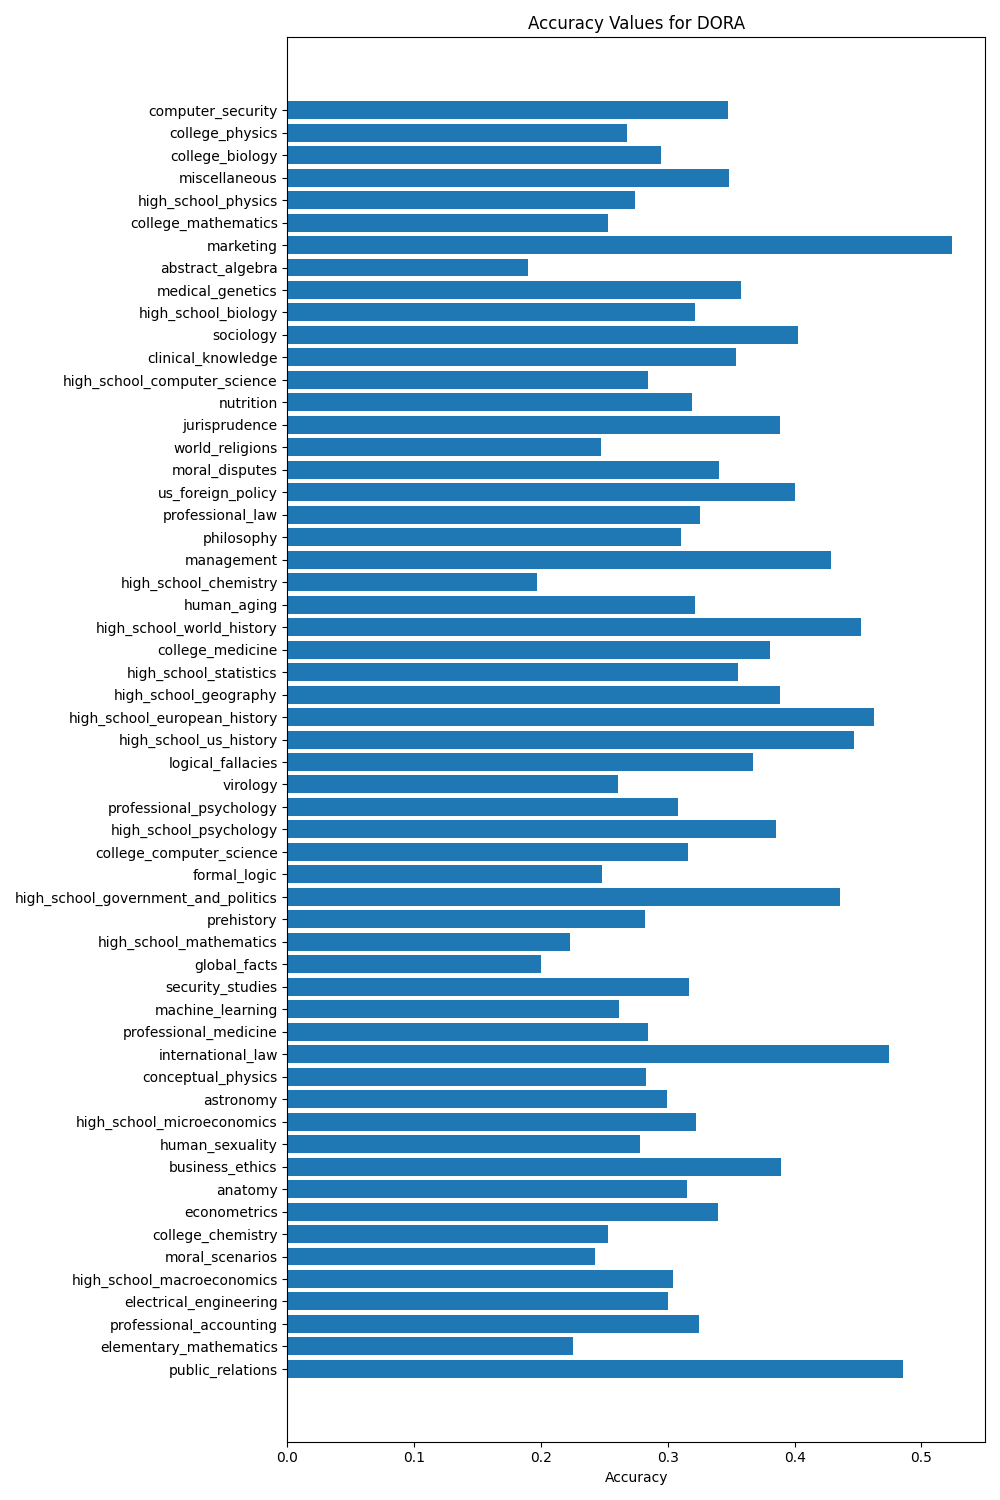 Accuracy Values for DORA
computer_security
college_physics
college_biology
miscellaneous
high_school_physics
college_mathematics
marketing
abstract_algebra
medical_genetics
high_school_biology
sociology
clinical_knowledge
high_school_computer_science
nutrition
jurisprudence
world_religions
moral_disputes
us_foreign_policy
professional_law
philosophy
management
high_school_chemistry
human_aging
high_school_world_history
college_medicine
high_school_statistics
high_school_geography
high_school_european_history
high_school_us_history
logical_fallacies
virology
professional_psychology
high_school_psychology
college_computer_science
formal_logic
high_school_government_and_politics
prehistory
high_school_mathematics
global_facts
security_studies
machine_learning
professional_medicine
international_law
conceptual_physics
astronomy
high_school_microeconomics
human_sexuality
business_ethics
anatomy
econometrics
college_chemistry
moral_scenarios
high_school_macroeconomics
electrical_engineering
professional_accounting
elementary_mathematics
public_relations
0.0 0.1 0.2 0.3 0.4 0.5
Accuracy